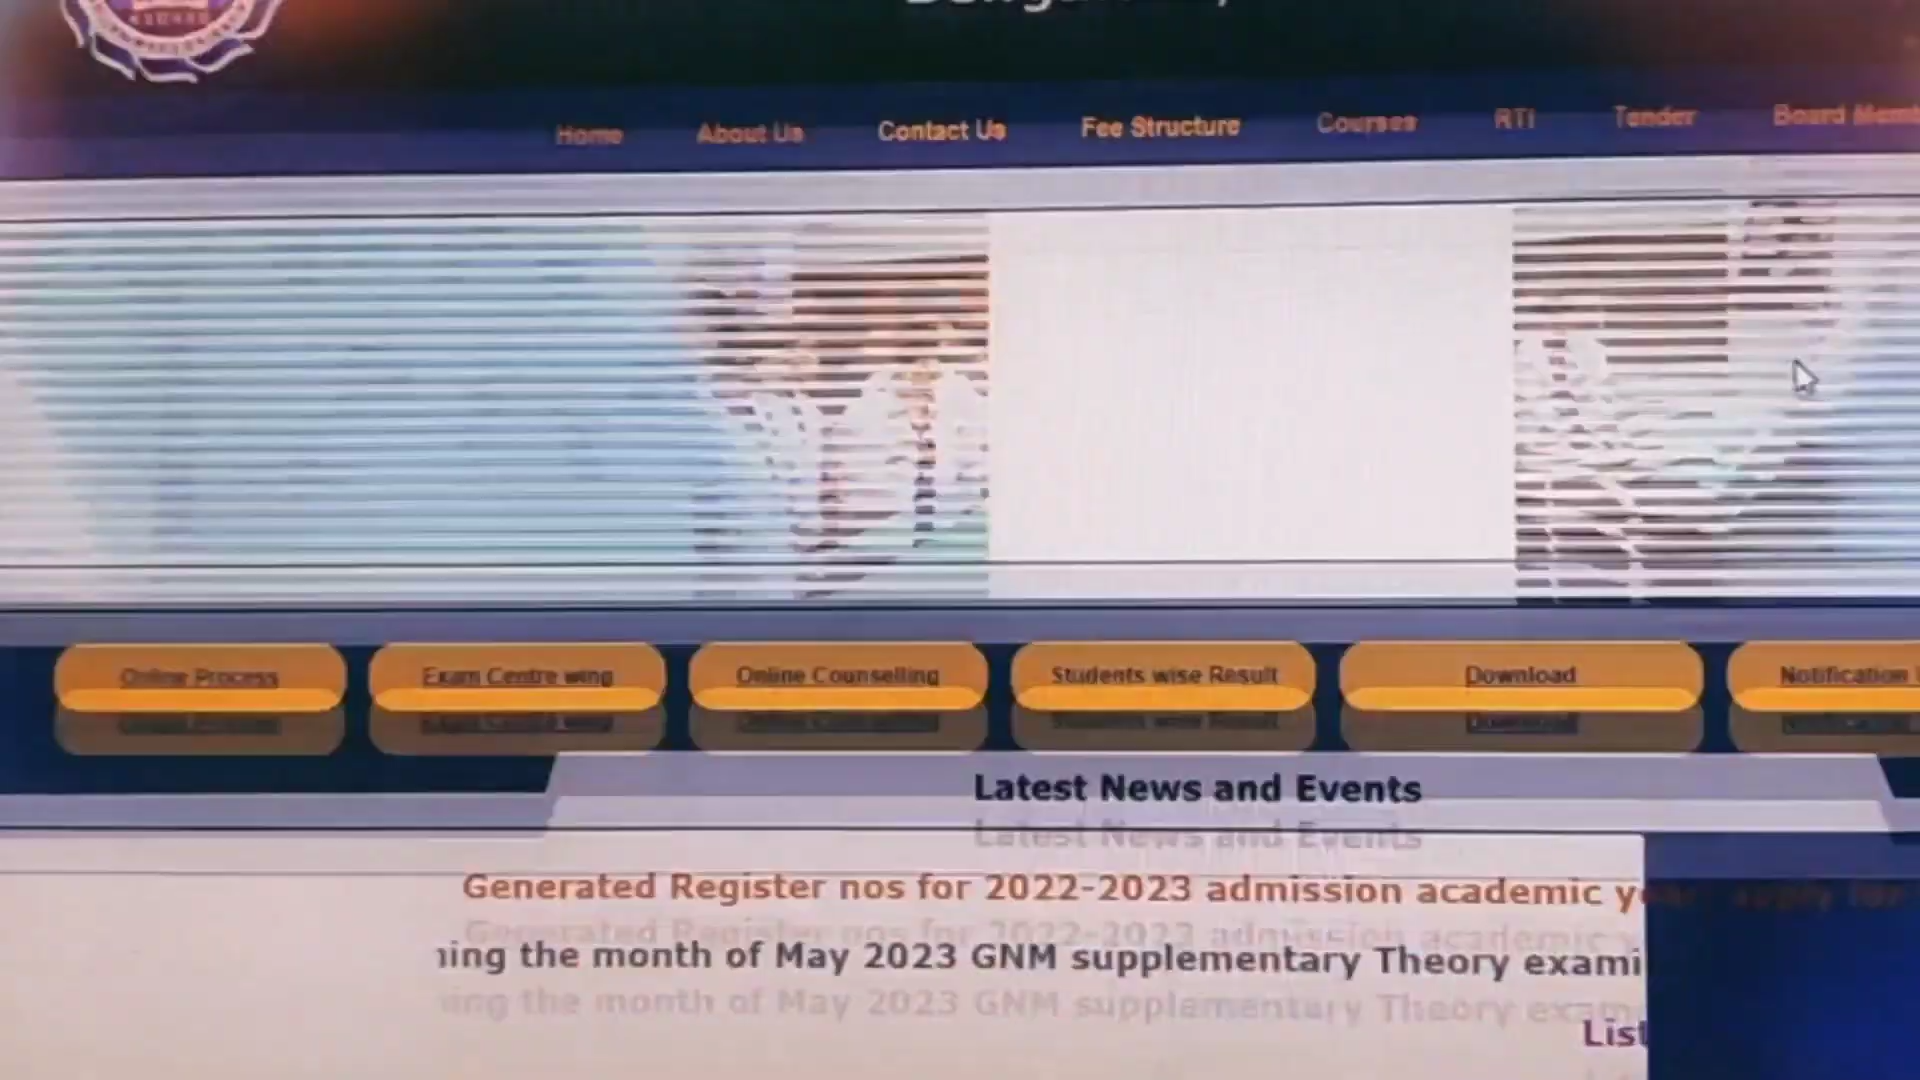 Home About Us Contact Us Fee Structure Courses RTI Tender Board
Online Process Exam Centre wing Online Counselling Students wise Result Download Notification
Latest News and Events
Generated Register nos for 2022-2023 admission academic
the month of May 2023 GNM supplementary Theory
List